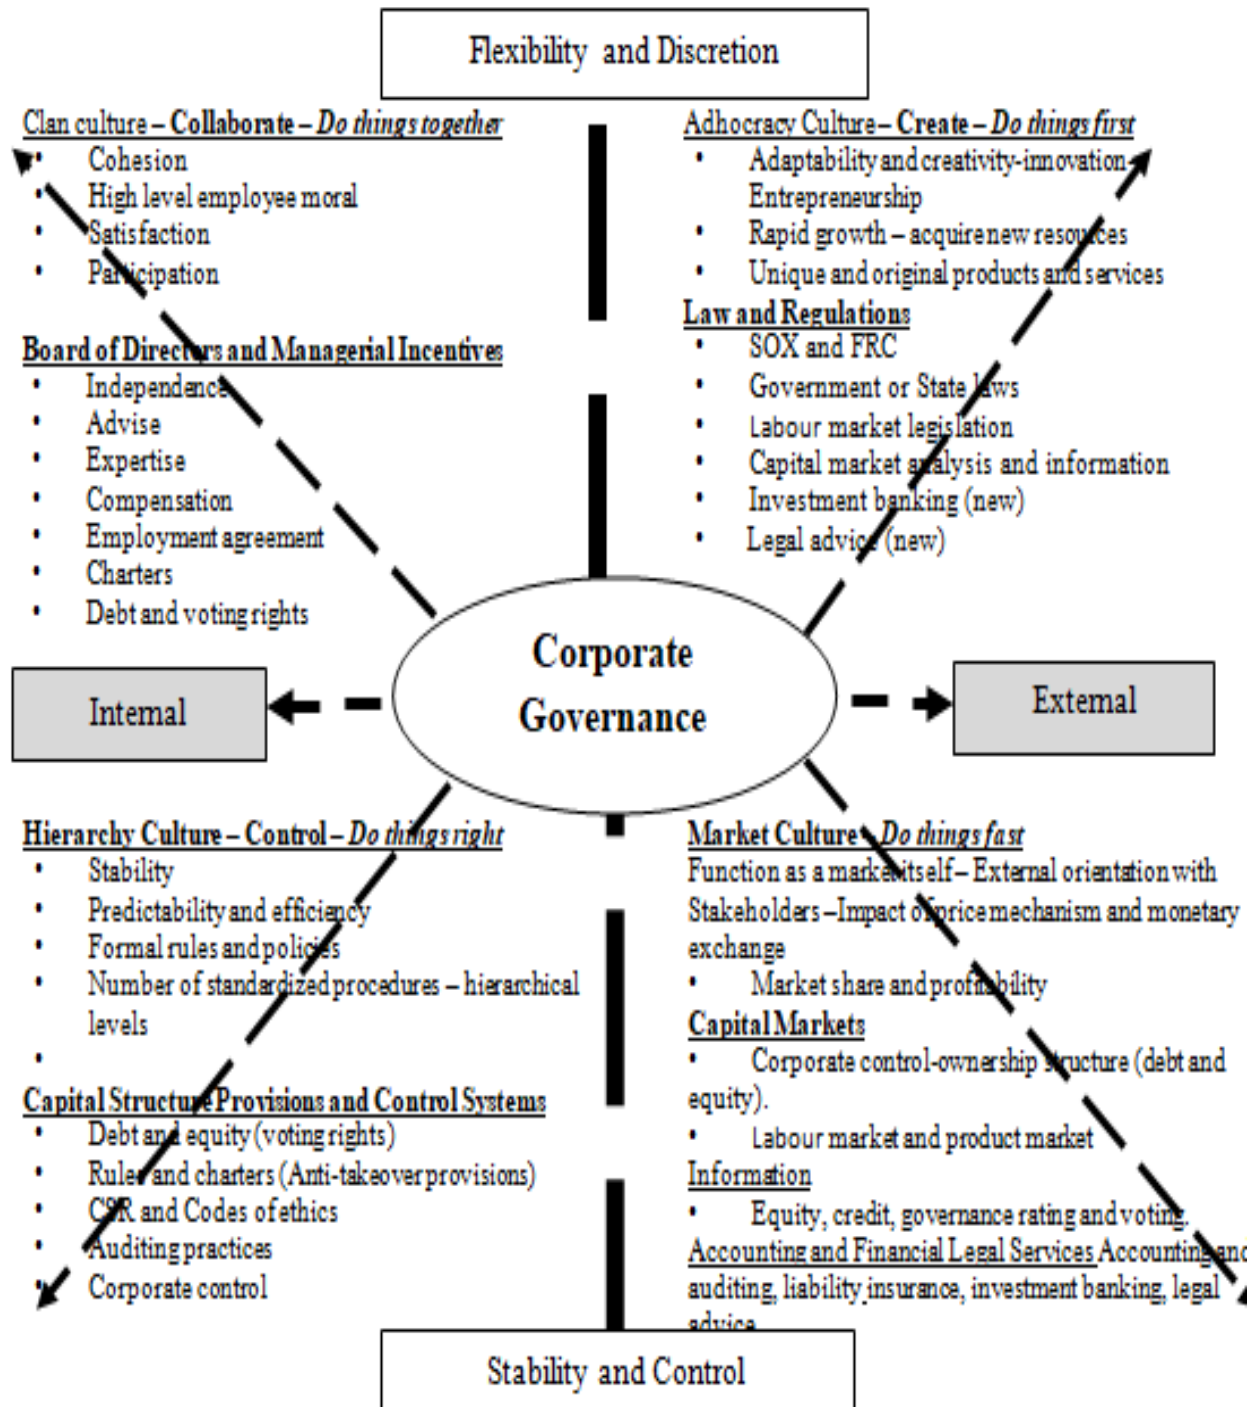 Flexibility and Discretion
Clan culture – Collaborate – Do things together
• Cohesion
• High level employee moral
• Satisfaction
• Participation
Board of Directors and Managerial Incentives
• Independence
• Advise
• Expertise
• Compensation
• Employment agreement
• Charters
• Debt and voting rights
Adhocracy Culture – Create – Do things first
• Adaptability and creativity-innovation
Entrepreneurship
• Rapid growth – acquire new resources
• Unique and original products and services
Law and Regulations
• SOX and FRC
• Government or State laws
• Labour market legislation
• Capital market analysis and information
• Investment banking (new)
• Legal advice (new)
Corporate
Governance
Internal
External
Hierarchy Culture – Control – Do things right
• Stability
• Predictability and efficiency
• Formal rules and policies
• Number of standardized procedures – hierarchical
levels
•
Capital Structure Provisions and Control Systems
• Debt and equity (voting rights)
• Rules and charters (Anti-takeover provisions)
• CSR and Codes of ethics
• Auditing practices
• Corporate control
Market Culture – Do things fast
Function as a market itself – External orientation with
Stakeholders –Impact of price mechanism and monetary
exchange
• Market share and profitability
Capital Markets
• Corporate control-ownership structure (debt and
equity).
• Labour market and product market
Information
• Equity, credit, governance rating and voting.
Accounting and Financial Legal Services Accounting and
auditing, liability insurance, investment banking, legal
advice
Stability and Control